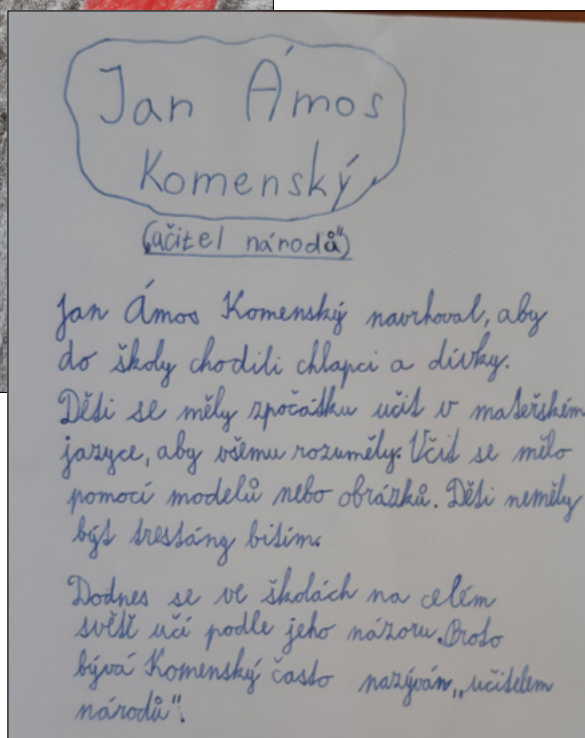 Jan Ámos
Komenský
(„učitel národů“)
Jan Ámos Komenský navrhoval, aby
do školy chodili chlapci a dívky.
Děti se měly zpočátku učit v mateřském
jazyce, aby všemu rozuměly. Učit se mělo
pomocí modelů nebo obrázků. Děti neměly
být trestány bitím.
Dodnes se ve školách na celém
světě učí podle jeho názoru. Proto
bývá Komenský často nazýván „učitelem
národů“.